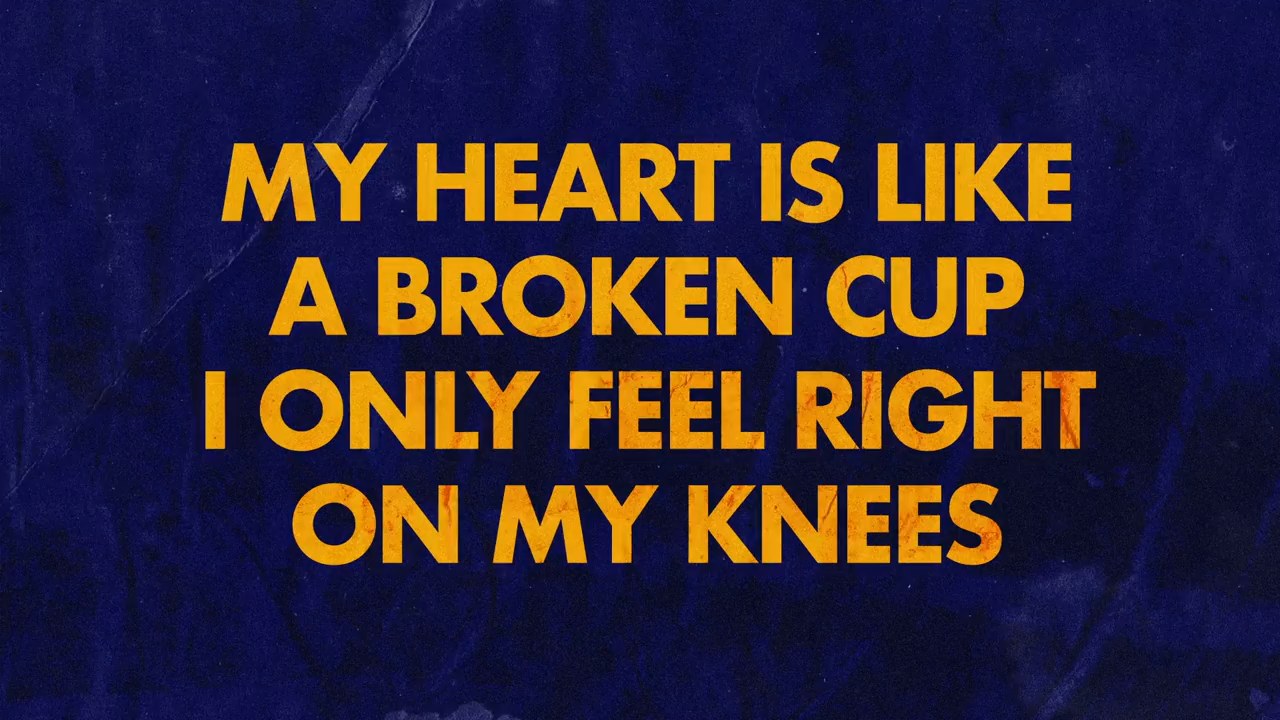 MY HEART IS LIKE
A BROKEN CUP
I ONLY FEEL RIGHT
ON MY KNEES